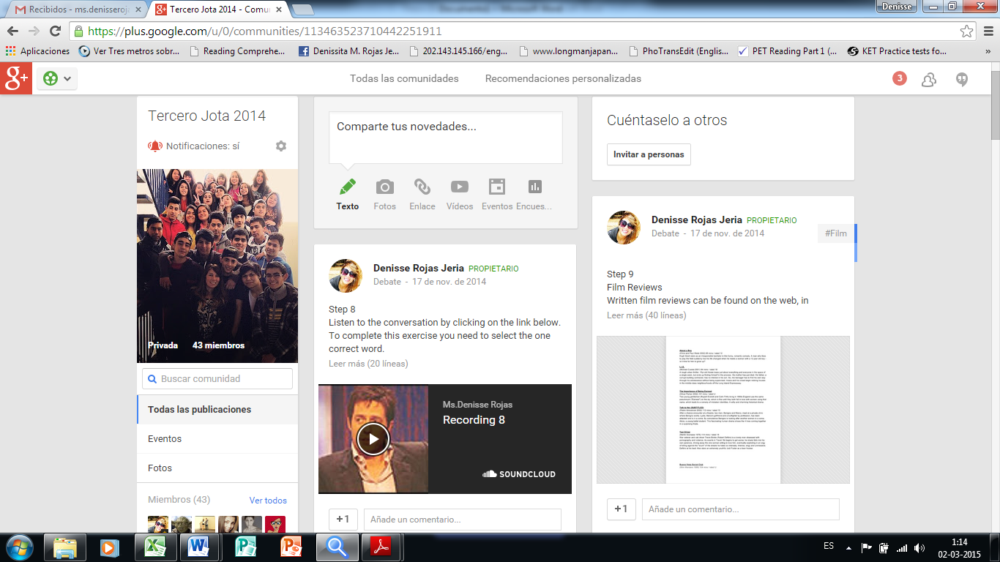 Recibidos - ms.denisseroja
Tercero Jota 2014 - Comu
Denisse
https://plus.google.com/u/0/communities/113463523710442251911
Aplicaciones
Ver Tres metros sobr...
Reading Comprehe...
Denissita M. Rojas Je...
202.143.145.166/eng...
www.longmanjapan...
PhoTransEdit (Englis...
PET Reading Part 1 (...
KET Practice tests fo...
»
g+
Todas las comunidades
Recomendaciones personalizadas
3
Tercero Jota 2014
Notificaciones: sí
Privada 43 miembros
Buscar comunidad
Todas las publicaciones
Eventos
Fotos
Miembros (43) Ver todos
Comparte tus novedades...
Texto
Fotos
Enlace
Vídeos
Eventos
Encues...
Denisse Rojas Jeria PROPIETARIO
Debate - 17 de nov. de 2014
Step 8
Listen to the conversation by clicking on the link below.
To complete this exercise you need to select the one
correct word.
Leer más (20 líneas)
Ms.Denisse Rojas
Recording 8
SOUNDCLOUD
+1
Añade un comentario...
Cuéntaselo a otros
Invitar a personas
Denisse Rojas Jeria PROPIETARIO
Debate - 17 de nov. de 2014
#Film
Step 9
Film Reviews
Written film reviews can be found on the web, in
Leer más (40 líneas)
+1
Añade un comentario...
ES
1:14
02-03-2015